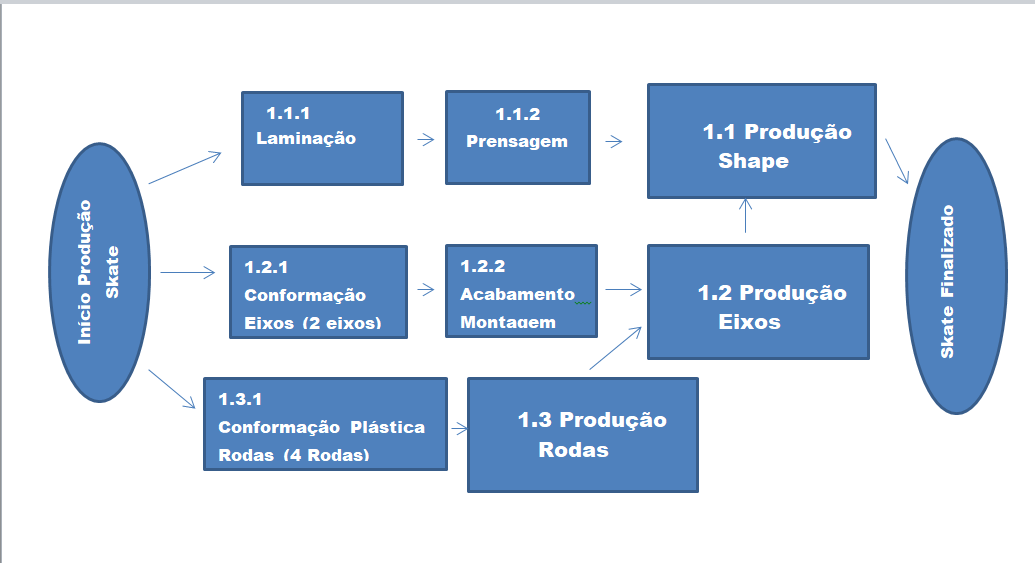 Início Produção
Skate
1.1.1
Laminação
1.1.2
Prensagem
1.1 Produção
Shape
1.2.1
Conformação
Eixos (2 eixos)
1.2.2
Acabamento
Montagem
1.2 Produção
Eixos
1.3.1
Conformação Plástica
Rodas (4 Rodas)
1.3 Produção
Rodas
Skate Finalizado